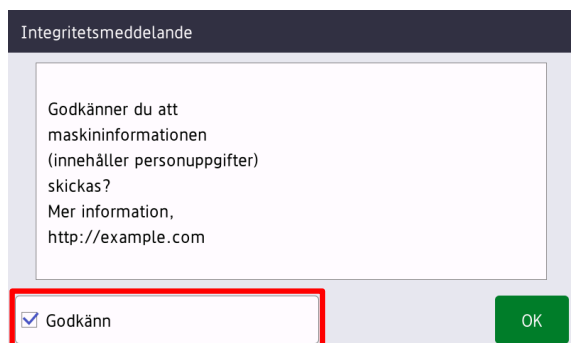 Integritetsmeddelande
Godkänner du att
maskininformationen
(innehåller personuppgifter)
skickas?
Mer information,
http://example.com
Godkänn
OK